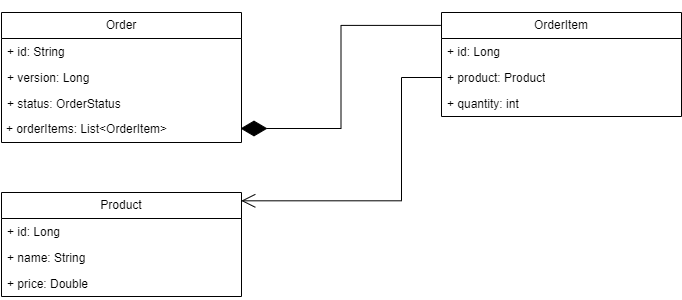 Order
+ id: String
+ version: Long
+ status: OrderStatus
+ orderItems: List<OrderItem>
OrderItem
+ id: Long
+ product: Product
+ quantity: int
Product
+ id: Long
+ name: String
+ price: Double